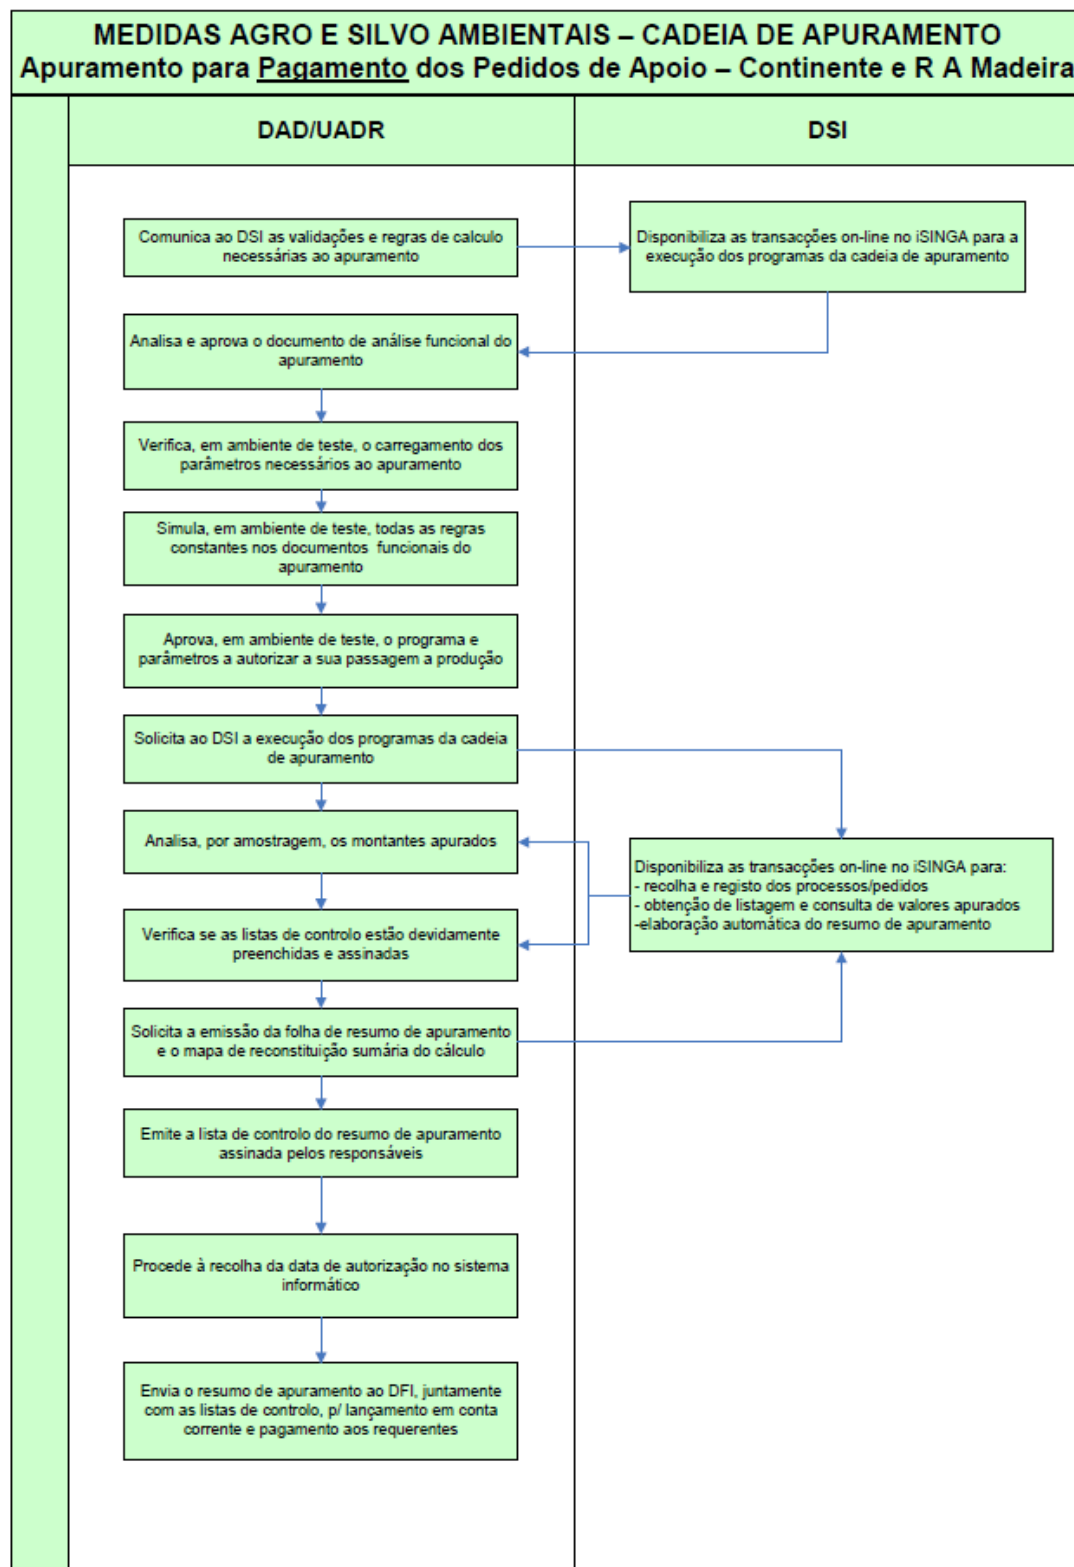 MEDIDAS AGRO E SILVO AMBIENTAIS – CADEIA DE APURAMENTO
Apuramento para Pagamento dos Pedidos de Apoio – Continente e R A Madeira
DAD/UADR
DSI
Comunica ao DSI as validações e regras de calculo
necessárias ao apuramento
Disponibiliza as transacções on-line no iSINGA para a
execução dos programas da cadeia de apuramento
Analisa e aprova o documento de análise funcional do
apuramento
Verifica, em ambiente de teste, o carregamento dos
parâmetros necessários ao apuramento
Simula, em ambiente de teste, todas as regras
constantes nos documentos funcionais do
apuramento
Aprova, em ambiente de teste, o programa e
parâmetros a autorizar a sua passagem a produção
Solicita ao DSI a execução dos programas da cadeia
de apuramento
Analisa, por amostragem, os montantes apurados
Disponibiliza as transacções on-line no iSINGA para:
- recolha e registo dos processos/pedidos
- obtenção de listagem e consulta de valores apurados
-elaboração automática do resumo de apuramento
Verifica se as listas de controlo estão devidamente
preenchidas e assinadas
Solicita a emissão da folha de resumo de apuramento
e o mapa de reconstituição sumária do cálculo
Emite a lista de controlo do resumo de apuramento
assinada pelos responsáveis
Procede à recolha da data de autorização no sistema
informático
Envia o resumo de apuramento ao DFI, juntamente
com as listas de controlo, p/ lançamento em conta
corrente e pagamento aos requerentes